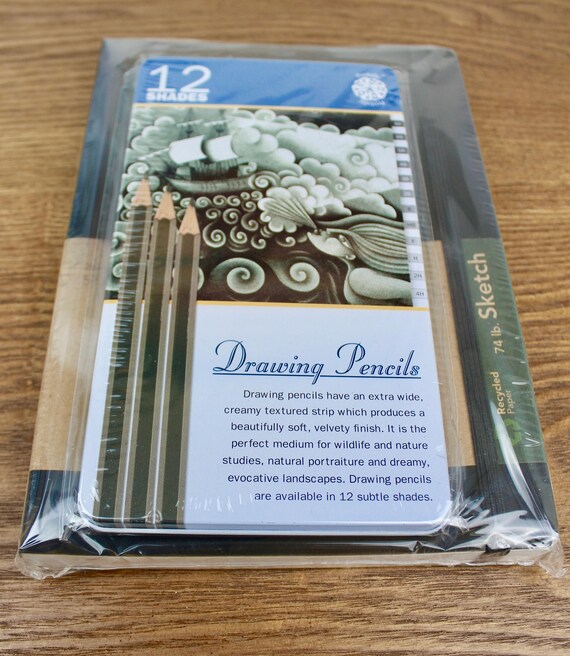 12
SHADES
F
H
2H
4H
Drawing Pencils
Drawing pencils have an extra wide,
creamy textured strip which produces a
beautifully soft, velvety finish. It is the
perfect medium for wildlife and nature
studies, natural portraiture and dreamy,
evocative landscapes. Drawing pencils
are available in 12 subtle shades.
Recycled
Paper
74 lb. Sketch